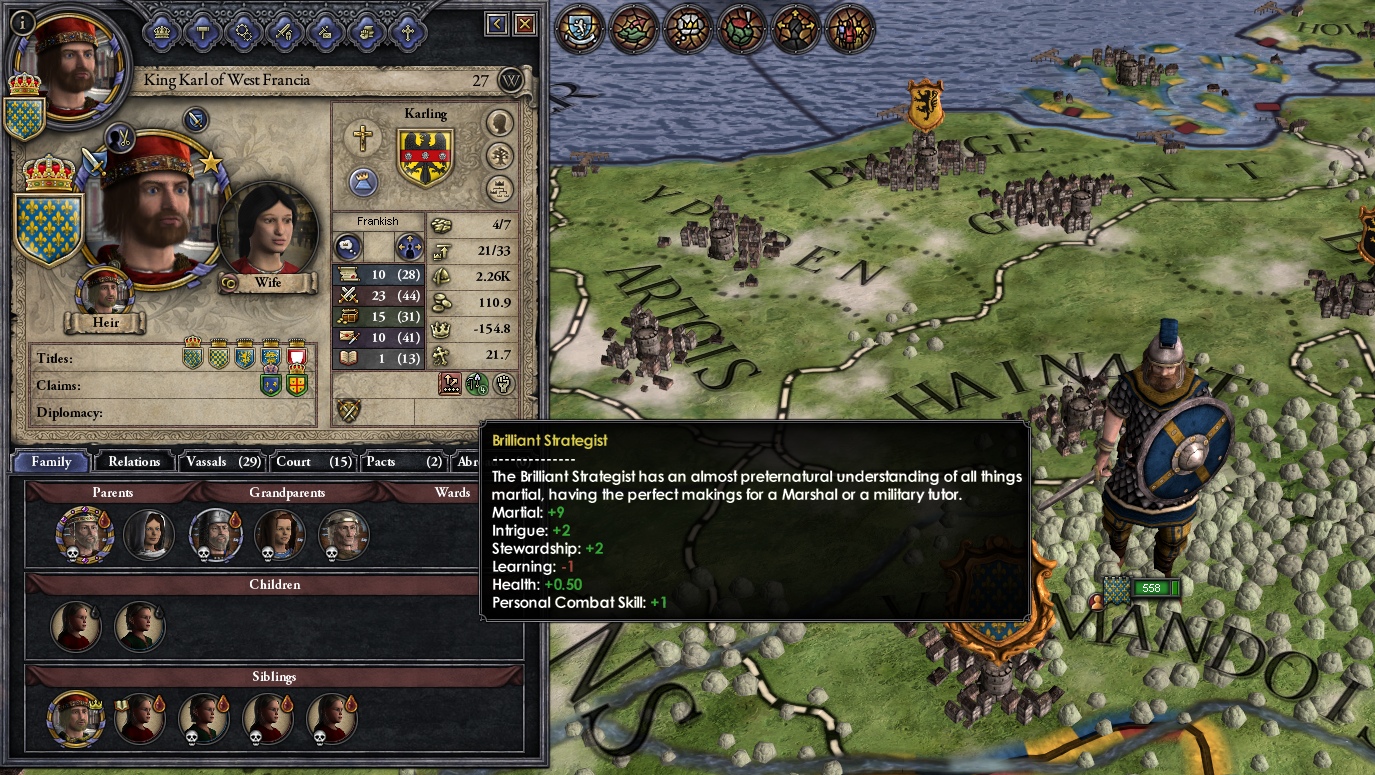 King Karl of West Francia 27
Karling
Wife
Heir
Frankish
4/7
10 (28)
21/33
23 (44)
2.26K
15 (31)
110.9
10 (41)
-154.8
1 (13)
21.7
Titles:
Claims:
Diplomacy:
Family
Relations
Vassals (29)
Court (15)
Pacts (2)
Abr
Parents
Grandparents
Wards
Children
Siblings
Brilliant Strategist
--------------
The Brilliant Strategist has an almost preternatural understanding of all things
martial, having the perfect makings for a Marshal or a military tutor.
Martial: +9
Intrigue: +2
Stewardship: +2
Learning: -1
Health: +0.50
Personal Combat Skill: +1
YPEN
ARTOIS
HAINAUT
558